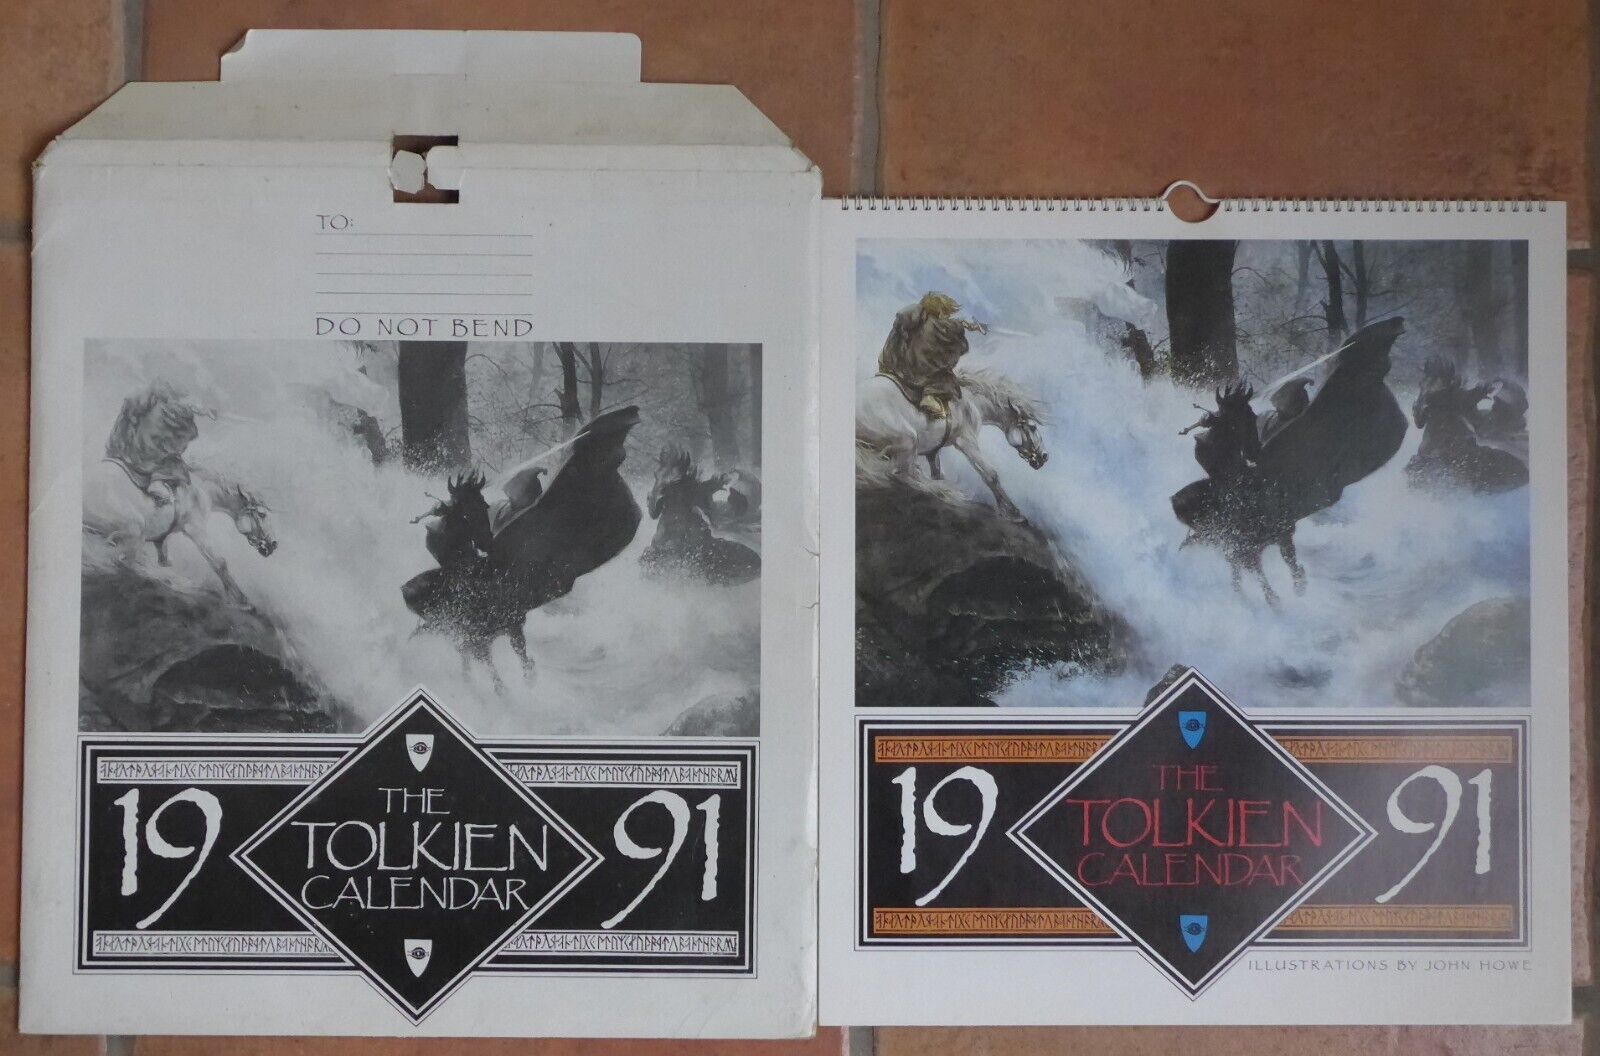 TO:
DO NOT BEND
19 91
THE
TOLKIEN
CALENDAR
19 91
THE
TOLKIEN
CALENDAR
ILLUSTRATIONS BY JOHN HOWE